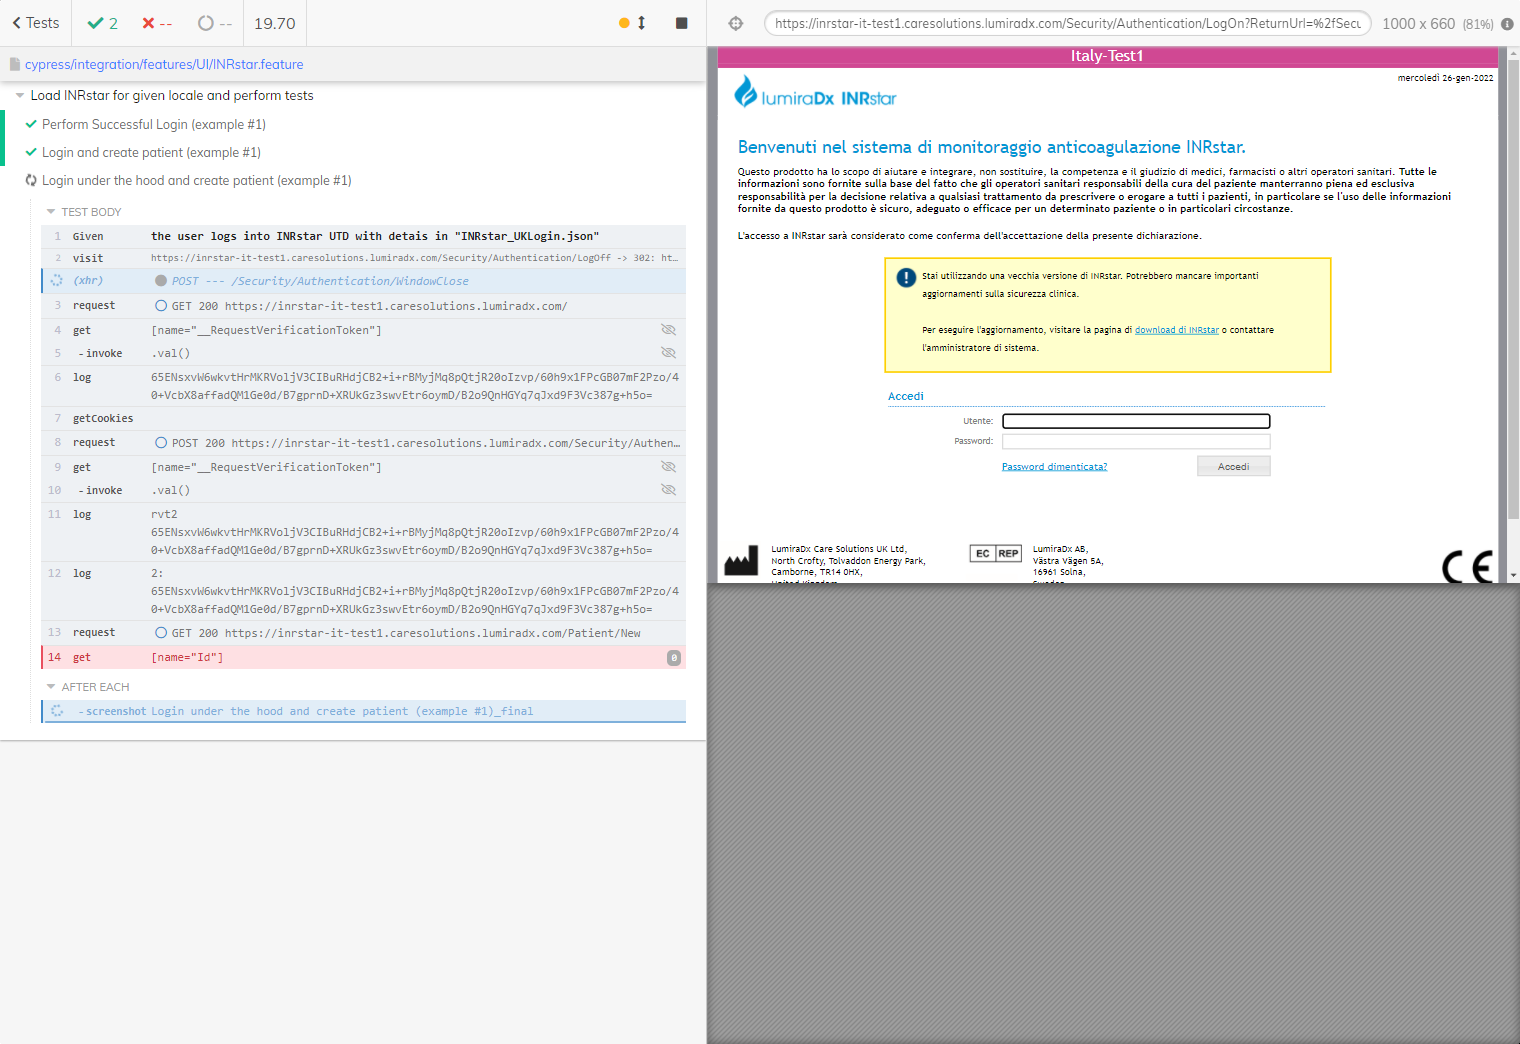 Tests
2
--
--
19.70
cypress/integration/features/UI/INRstar.feature
Load INRstar for given locale and perform tests
Perform Successful Login (example #1)
Login and create patient (example #1)
Login under the hood and create patient (example #1)
TEST BODY
1 Given the user logs into INRstar UTD with detais in "INRstar_UKLogin.json"
2 visit https://inrstar-it-test1.caresolutions.lumiradx.com/Security/Authentication/LogOff -> 302: ht…
(xhr) POST --- /Security/Authentication/WindowClose
3 request GET 200 https://inrstar-it-test1.caresolutions.lumiradx.com/
4 get [name="__RequestVerificationToken"]
5 -invoke .val()
6 log 65ENsxvW6wkvtHrMKRVoljV3CIBuRHdjCB2+i+rBMyjMq8pQtjR20oIzvp/60h9x1FPcGB07mF2Pzo/4
0+VcbX8affadQM1Ge0d/B7gprnD+XRUkGz3swvEtr6oymD/B2o9QnHGYq7qJxd9F3Vc387g+h5o=
7 getCookies
8 request POST 200 https://inrstar-it-test1.caresolutions.lumiradx.com/Security/Authen…
9 get [name="__RequestVerificationToken"]
10 -invoke .val()
11 log rvt2
65ENsxvW6wkvtHrMKRVoljV3CIBuRHdjCB2+i+rBMyjMq8pQtjR20oIzvp/60h9x1FPcGB07mF2Pzo/4
0+VcbX8affadQM1Ge0d/B7gprnD+XRUkGz3swvEtr6oymD/B2o9QnHGYq7qJxd9F3Vc387g+h5o=
12 log 2:
65ENsxvW6wkvtHrMKRVoljV3CIBuRHdjCB2+i+rBMyjMq8pQtjR20oIzvp/60h9x1FPcGB07mF2Pzo/4
0+VcbX8affadQM1Ge0d/B7gprnD+XRUkGz3swvEtr6oymD/B2o9QnHGYq7qJxd9F3Vc387g+h5o=
13 request GET 200 https://inrstar-it-test1.caresolutions.lumiradx.com/Patient/New
14 get [name="Id"] 0
AFTER EACH
-screenshot Login under the hood and create patient (example #1)_final
https://inrstar-it-test1.caresolutions.lumiradx.com/Security/Authentication/LogOn?ReturnUrl=%2fSecu
1000 x 660 (81%)
Italy-Test1
mercoledì 26-gen-2022
lumiraDx INRstar
Benvenuti nel sistema di monitoraggio anticoagulazione INRstar.
Questo prodotto ha lo scopo di aiutare e integrare, non sostituire, la competenza e il giudizio di medici, farmacisti o altri operatori sanitari. Tutte le
informazioni sono fornite sulla base del fatto che gli operatori sanitari responsabili della cura del paziente manterranno piena ed esclusiva
responsabilità per la decisione relativa a qualsiasi trattamento da prescrivere o erogare a tutti i pazienti, in particolare se l'uso delle informazioni
fornite da questo prodotto è sicuro, adeguato o efficace per un determinato paziente o in particolari circostanze.
L'accesso a INRstar sarà considerato come conferma dell'accettazione della presente dichiarazione.
Stai utilizzando una vecchia versione di INRstar. Potrebbero mancare importanti
aggiornamenti sulla sicurezza clinica.
Per eseguire l'aggiornamento, visitare la pagina di download di INRstar o contattare
l'amministratore di sistema.
Accedi
Utente:
Password:
Password dimenticata?
Accedi
LumiraDx Care Solutions UK Ltd,
North Crofty, Tolvaddon Energy Park,
Camborne, TR14 0HX,
United Kingdom
EC REP
LumiraDx AB,
Västra Vägen 5A,
16961 Solna,
Sweden
CE